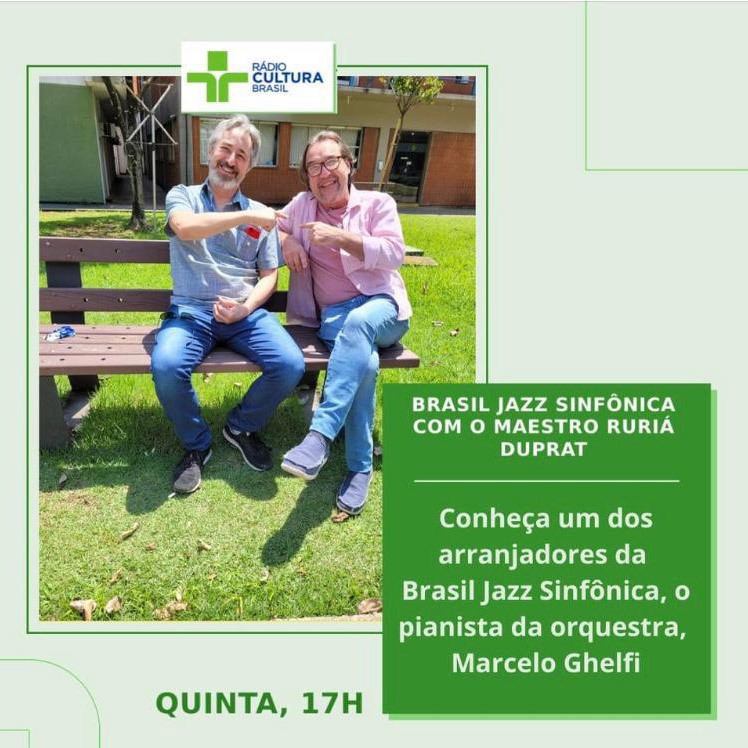 RÁDIO
CULTURA
BRASIL
BRASIL JAZZ SINFÔNICA
COM O MAESTRO RURIÁ
DUPRAT
Conheça um dos
arranjadores da
Brasil Jazz Sinfônica, o
pianista da orquestra,
Marcelo Ghelfi
QUINTA, 17H